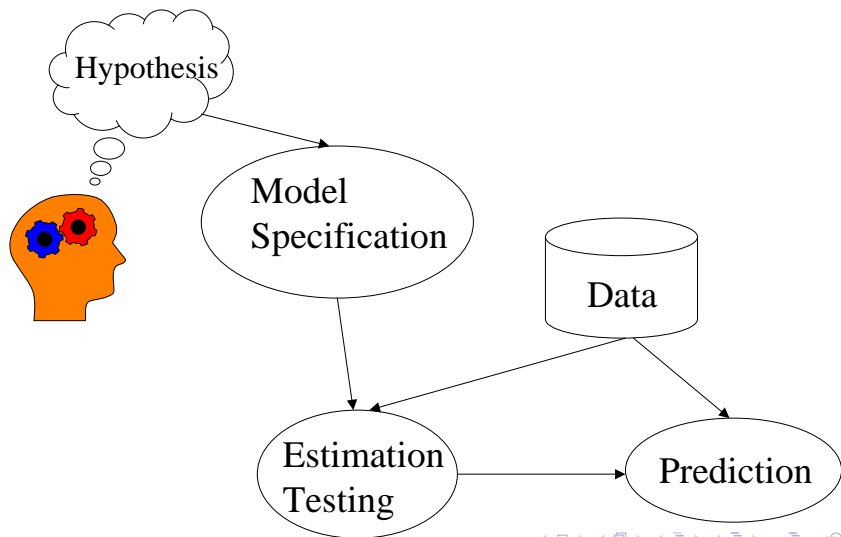 Hypothesis
Model
Specification
Data
Estimation
Testing
Prediction